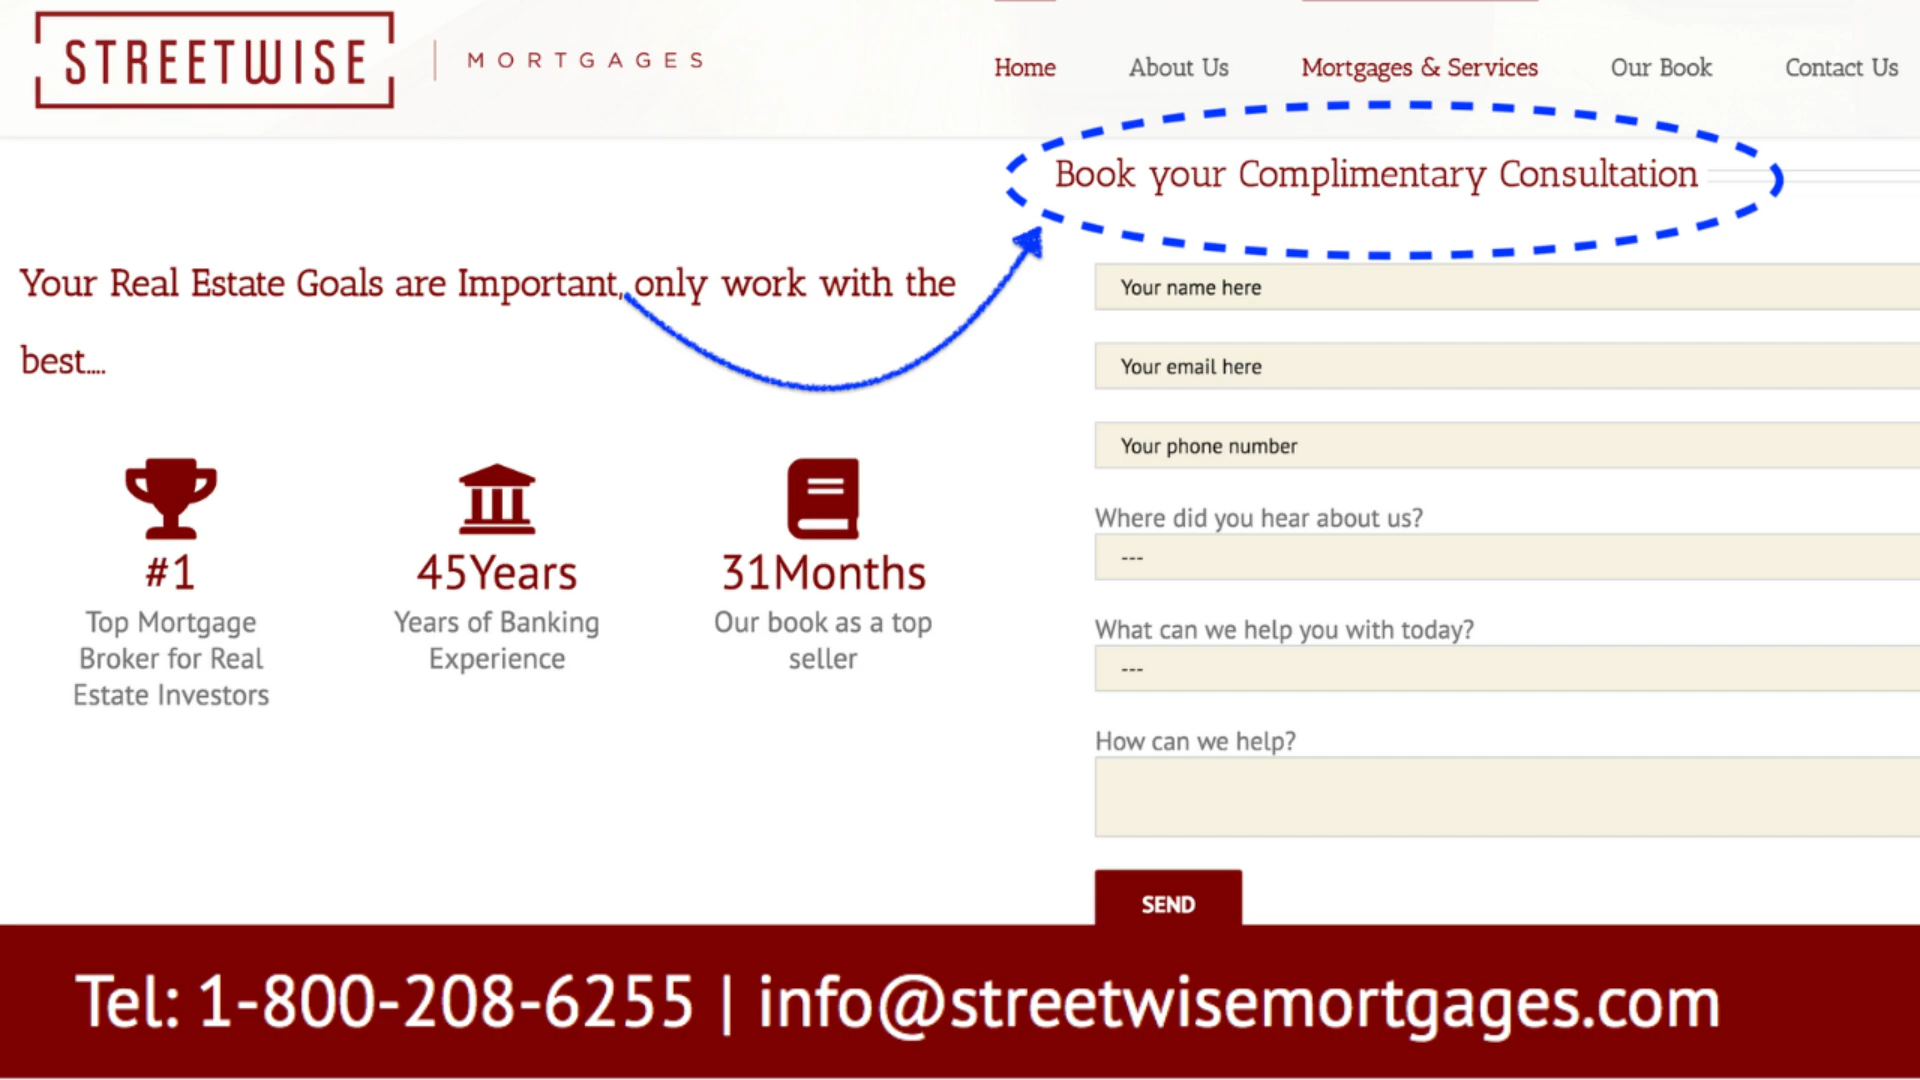 STREETWISE
MORTGAGES
Home
About Us
Mortgages & Services
Our Book
Contact Us
Book your Complimentary Consultation
Your Real Estate Goals are Important, only work with the
best....
#1
Top Mortgage
Broker for Real
Estate Investors
45Years
Years of Banking
Experience
31Months
Our book as a top
seller
Your name here
Your email here
Your phone number
Where did you hear about us?
---
What can we help you with today?
---
How can we help?
SEND
Tel: 1-800-208-6255 | info@streetwisemortgages.com